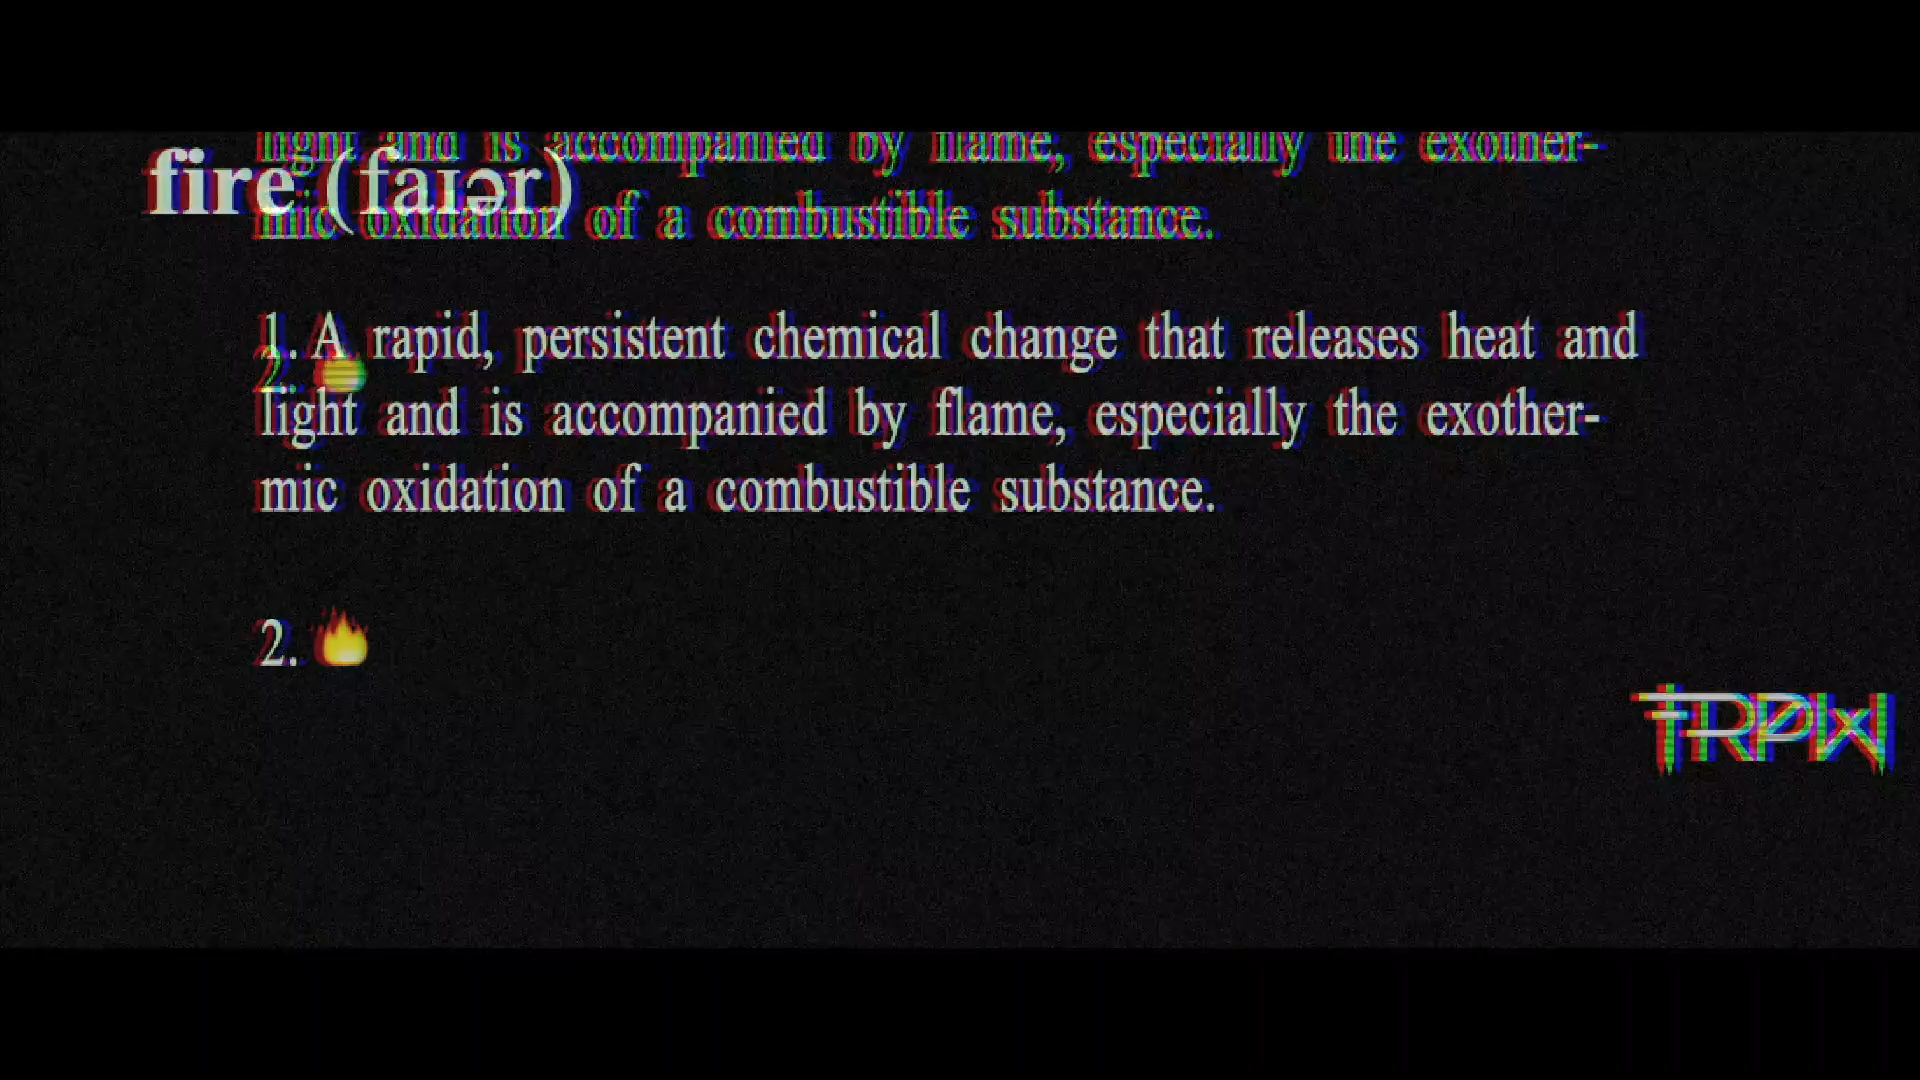 light and is accompanied by flame, especially the exother-
fire (faɪər)
mic oxidation of a combustible substance.
1. A rapid, persistent chemical change that releases heat and
2. 🔥
light and is accompanied by flame, especially the exother-
mic oxidation of a combustible substance.
2. 🔥